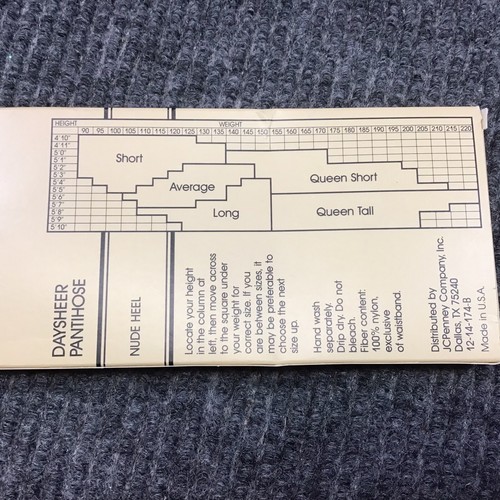 HEIGHT WEIGHT
90 95 100 105 110 115 120 125 130 135 140 145 150 155 160 165 170 175 180 185 190 195 200 205 210 215 220
4'10"
4'11"
5'0"
5'1"
5'2"
5'3"
5'4"
5'5"
5'6"
5'7"
5'8"
5'9"
5'10"
Short
Average
Long
Queen Short
Queen Tall
DAYSHEER
PANTIHOSE
NUDE HEEL
Locate your height
in the column at
left, then move across
to the square under
your weight for
correct size. If you
are between sizes, it
may be preferable to
choose the next
size up.
Hand wash
separately.
Drip dry. Do not
bleach.
Fiber content:
100% nylon,
exclusive
of waistband.
Distributed by
JCPenney Company, Inc.
Dallas, TX 75240
12-14-174-B
Made in U.S.A.